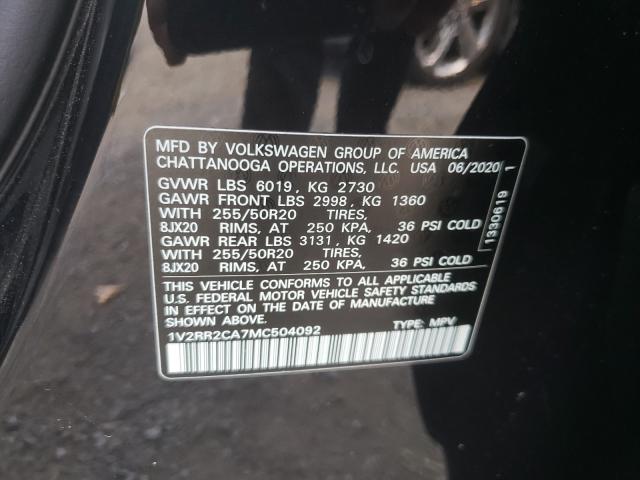 MFD BY VOLKSWAGEN GROUP OF AMERICA
CHATTANOOGA OPERATIONS, LLC. USA 06/2020 1
GVWR LBS 6019, KG 2730
GAWR FRONT LBS 2998, KG 1360
WITH 255/50R20 TIRES,
8JX20 RIMS, AT 250 KPA, 36 PSI COLD
GAWR REAR LBS 3131, KG 1420
WITH 255/50R20 TIRES,
8JX20 RIMS, AT 250 KPA, 36 PSI COLD
1330619
THIS VEHICLE CONFORMS TO ALL APPLICABLE
U.S. FEDERAL MOTOR VEHICLE SAFETY STANDARDS
IN EFFECT ON THE DATE OF MANUFACTURE
SHOWN ABOVE.
1V2RR2CA7MC504092 TYPE: MPV